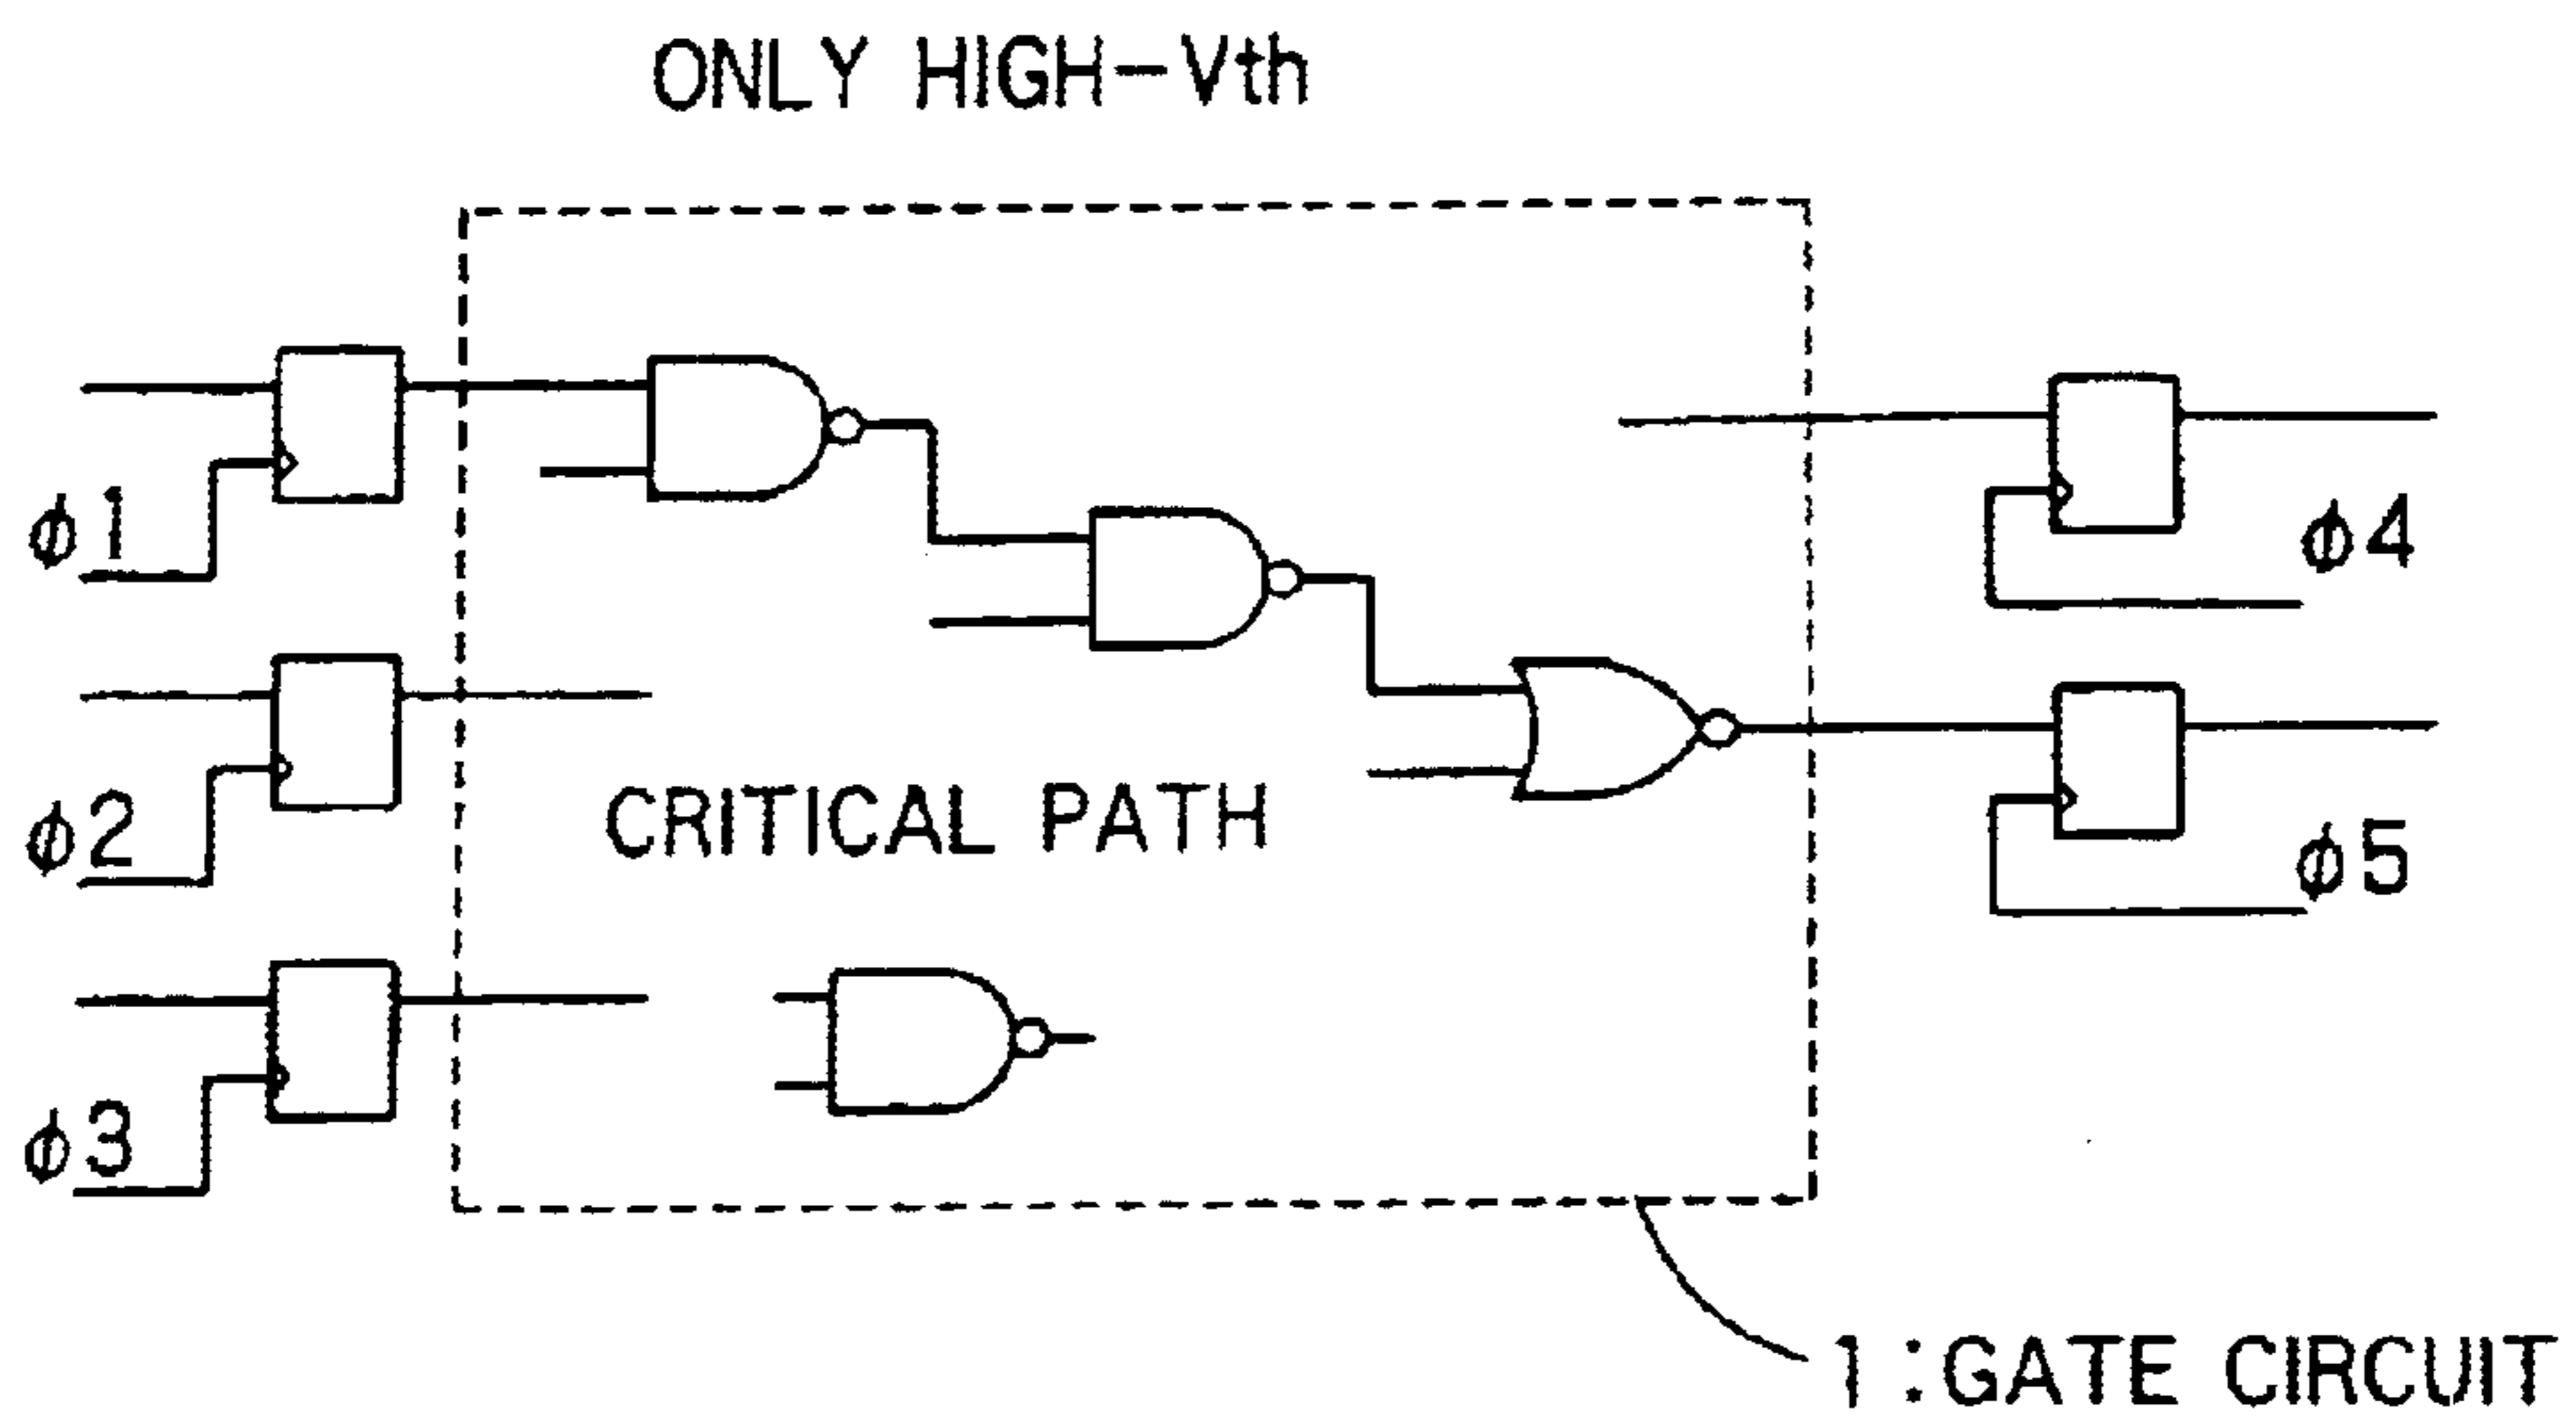 ONLY HIGH-Vth
ϕ1
ϕ4
ϕ2
CRITICAL PATH
ϕ5
ϕ3
1:GATE CIRCUIT